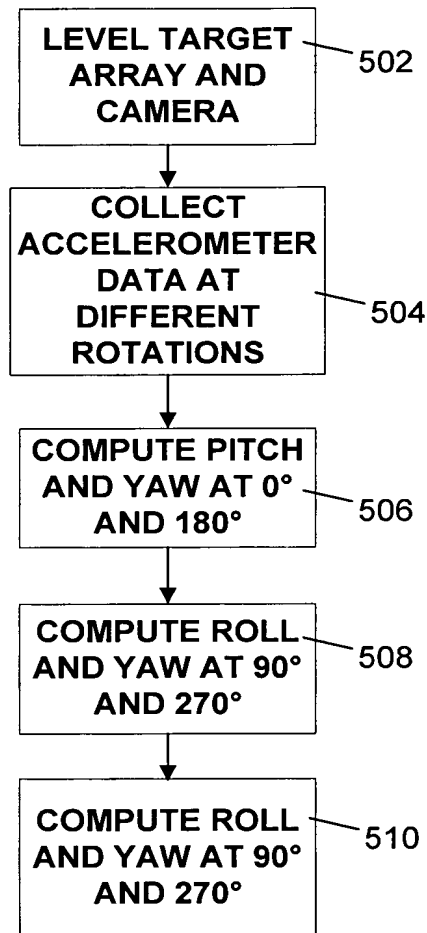 LEVEL TARGET
ARRAY AND
CAMERA
502
COLLECT
ACCELEROMETER
DATA AT
DIFFERENT
ROTATIONS
504
COMPUTE PITCH
AND YAW AT 0°
AND 180°
506
COMPUTE ROLL
AND YAW AT 90°
AND 270°
508
COMPUTE ROLL
AND YAW AT 90°
AND 270°
510